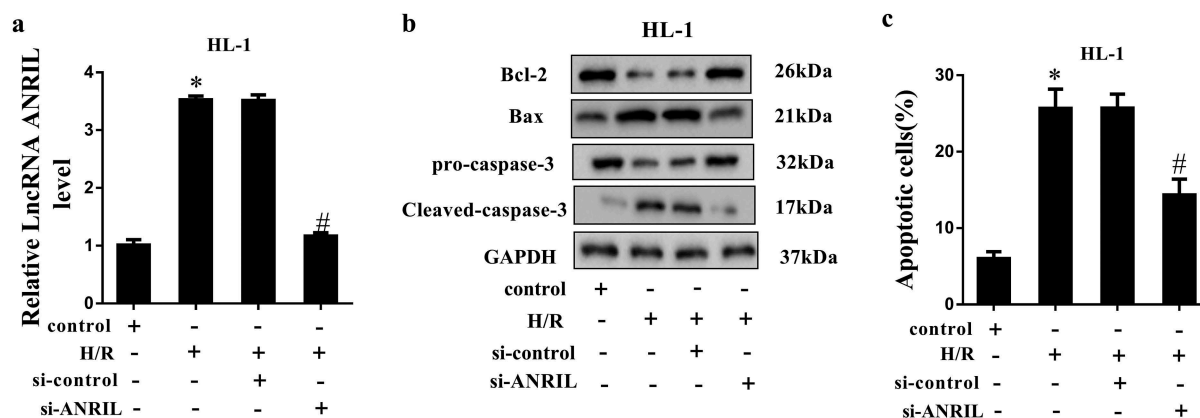 a
HL-1
Relative LncRNA ANRIL
level
4
3
2
1
0
*
#
control + - - -
H/R - + + +
si-control - - + -
si-ANRIL - - - +
b
HL-1
Bcl-2 26kDa
Bax 21kDa
pro-caspase-3 32kDa
Cleaved-caspase-3 17kDa
GAPDH 37kDa
control + - - -
H/R - + + +
si-control - - + -
si-ANRIL - - - +
c
HL-1
Apoptotic cells(%)
30
20
10
0
*
#
control + - - -
H/R - + + +
si-control - - + -
si-ANRIL - - - +